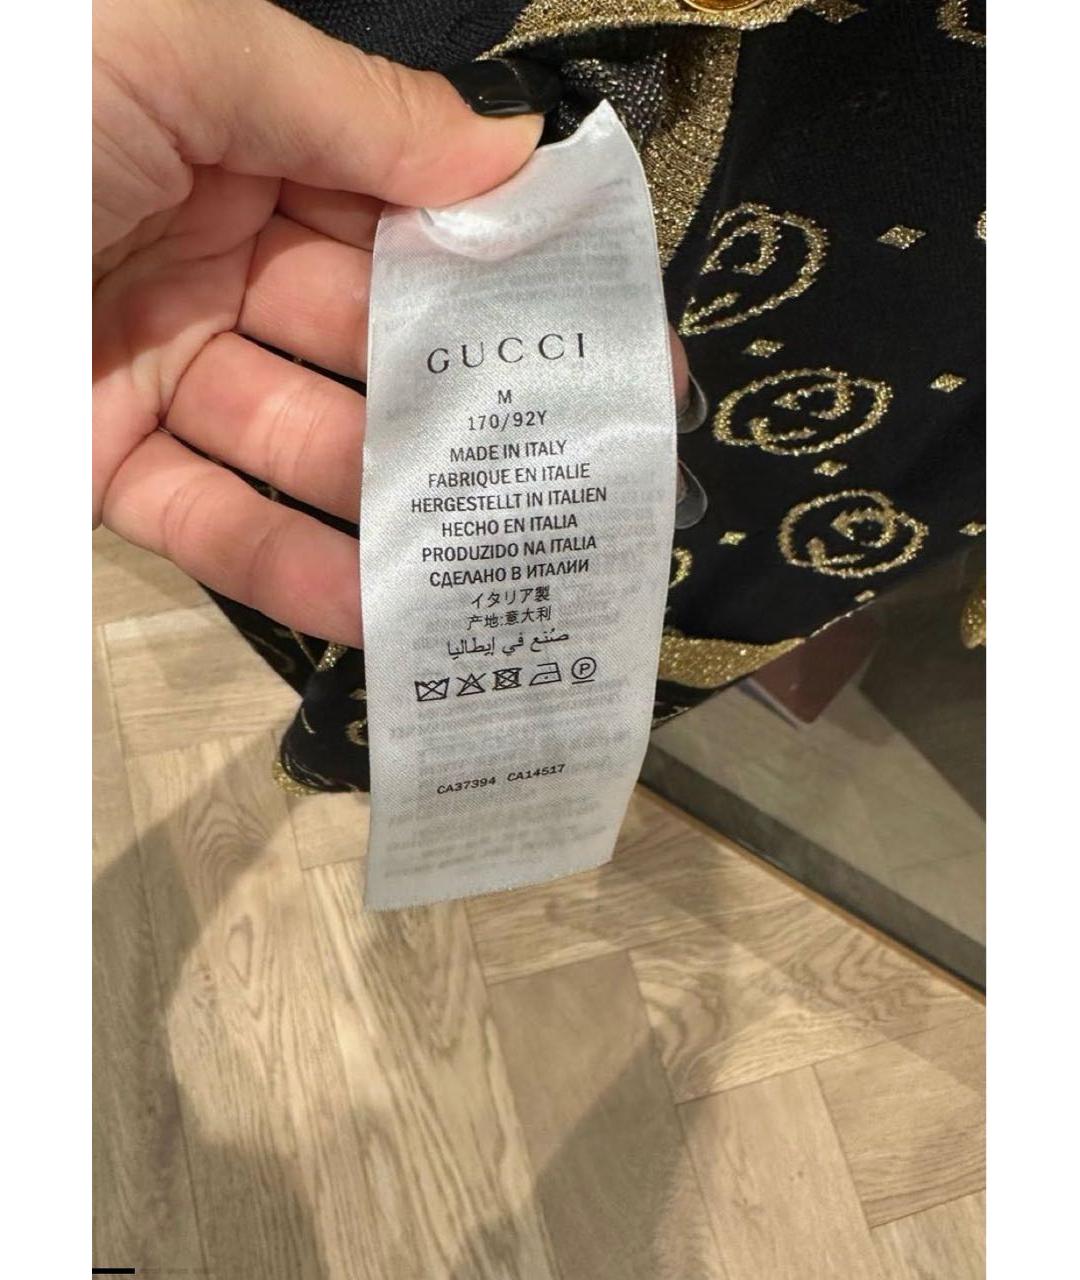 GUCCI
M
170/92Y
MADE IN ITALY
FABRIQUE EN ITALIE
HERGESTELLT IN ITALIEN
HECHO EN ITALIA
PRODUZIDO NA ITALIA
СДЕЛАНО В ИТАЛИИ
イタリア製
产地:意大利
صُنع في إيطاليا
P
CA37394 CA14517